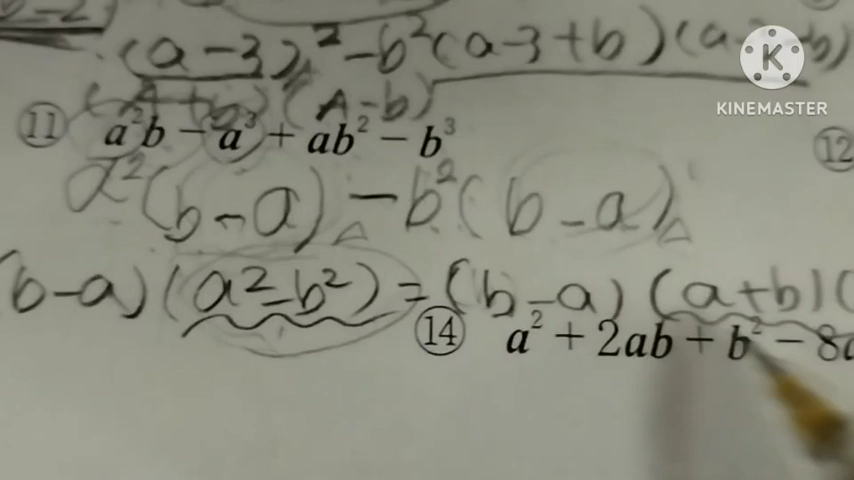 (a-3)² - b² (a-3+b)(a
K
KINEMASTER
(A+b)(A-b)
⑪ a²b - a³ + ab² - b³
⑫
a²(b-a) - b²(b-a)
(b-a)(a²-b²) = (b-a)(a+b)(
⑭ a² + 2ab + b² - 8